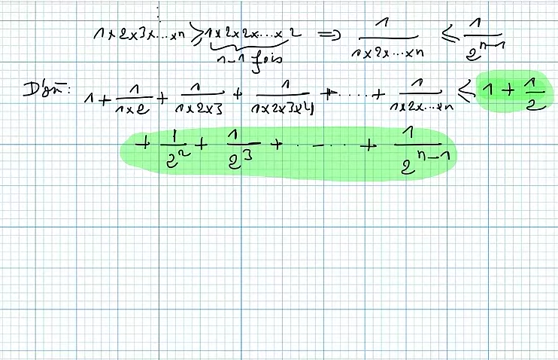 1×2×3×...×n ⩾ 1×2×2×...×2 ⇒ 1/(1×2×...×n) ⩽ 1/2^(n-1)
n-1 fois
D'où : 1 + 1/(1×2) + 1/(1×2×3) + 1/(1×2×3×4) + ..... + 1/(1×2×...×n) ⩽ 1 + 1/2
+ 1/2² + 1/2³ + ..... + 1/2^(n-1)